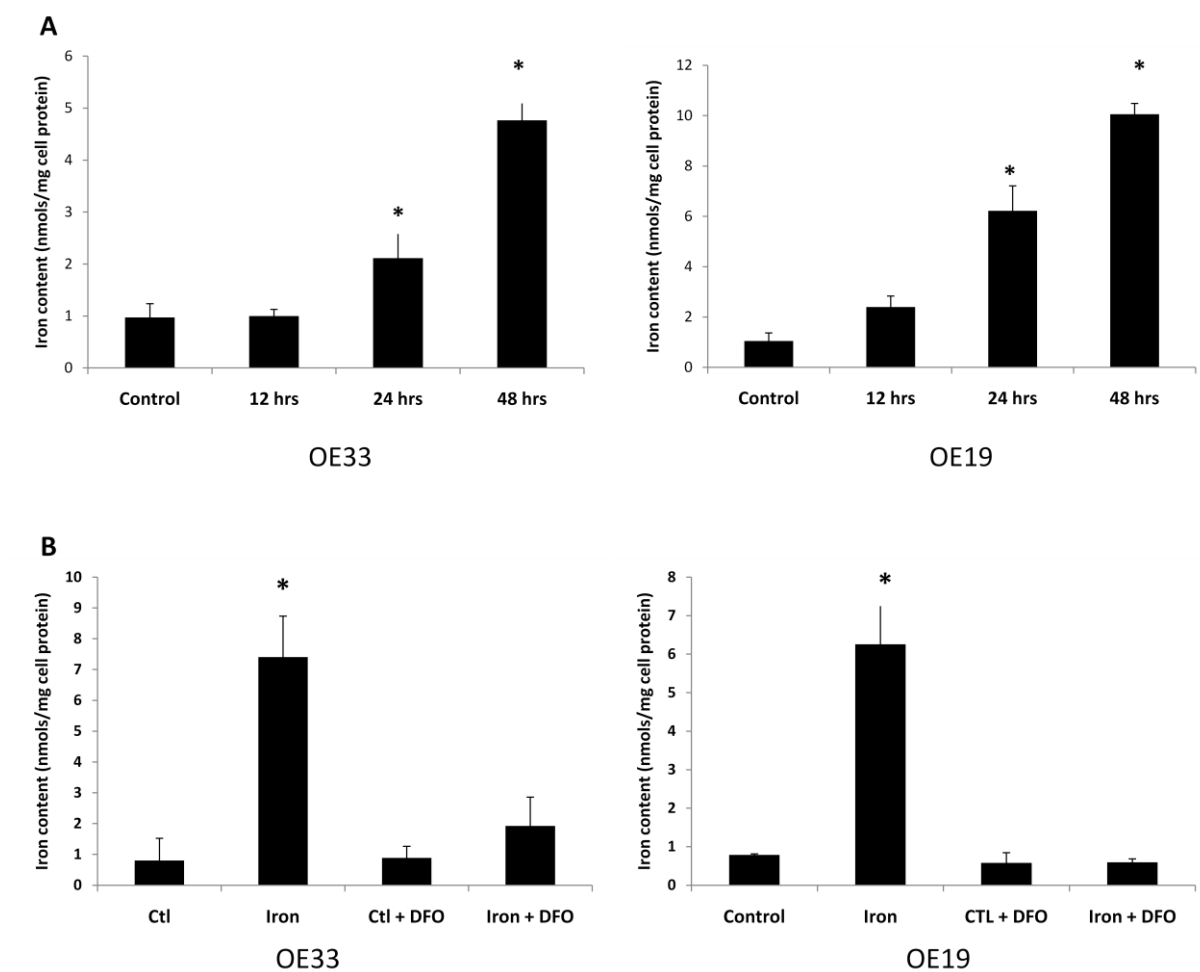 A
Iron content (nmols/mg cell protein)
6
5
4
3
2
1
0
*
*
Control 12 hrs 24 hrs 48 hrs
OE33
Iron content (nmols/mg cell protein)
12
10
8
6
4
2
0
*
*
Control 12 hrs 24 hrs 48 hrs
OE19
B
Iron content (nmols/mg cell protein)
10
9
8
7
6
5
4
3
2
1
0
*
Ctl Iron Ctl + DFO Iron + DFO
OE33
Iron content (nmols/mg cell protein)
8
7
6
5
4
3
2
1
0
*
Control Iron CTL + DFO Iron + DFO
OE19